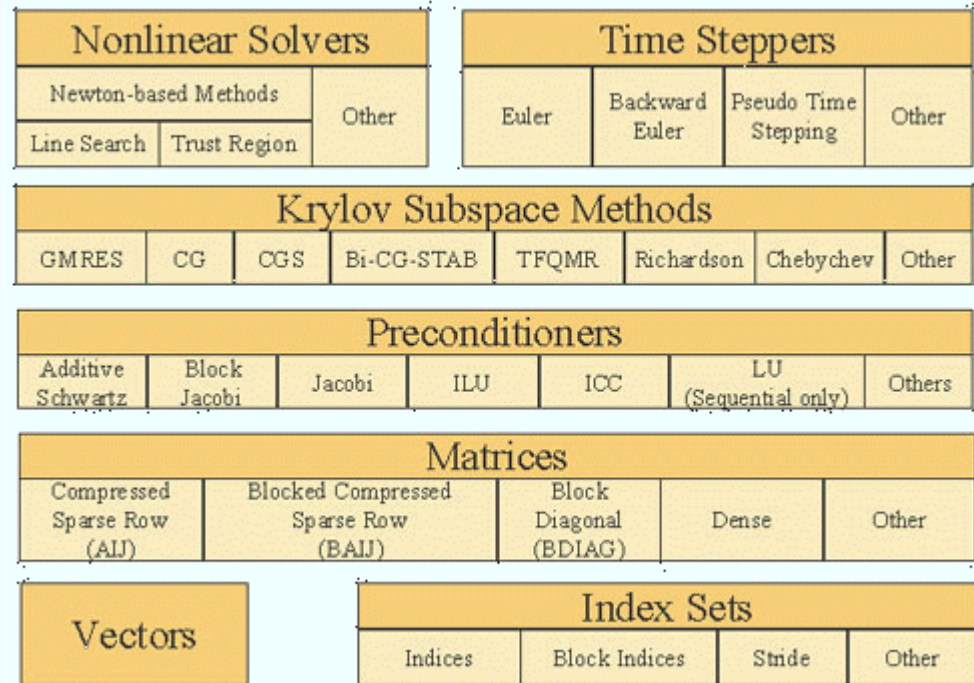 Nonlinear Solvers
Newton-based Methods
Other
Line Search
Trust Region
Time Steppers
Euler
Backward
Euler
Pseudo Time
Stepping
Other
Krylov Subspace Methods
GMRES
CG
CGS
Bi-CG-STAB
TFQMR
Richardson
Chebychev
Other
Preconditioners
Additive
Schwartz
Block
Jacobi
Jacobi
ILU
ICC
LU
(Sequential only)
Others
Matrices
Compressed
Sparse Row
(AIJ)
Blocked Compressed
Sparse Row
(BAIJ)
Block
Diagonal
(BDIAG)
Dense
Other
Vectors
Index Sets
Indices
Block Indices
Stride
Other